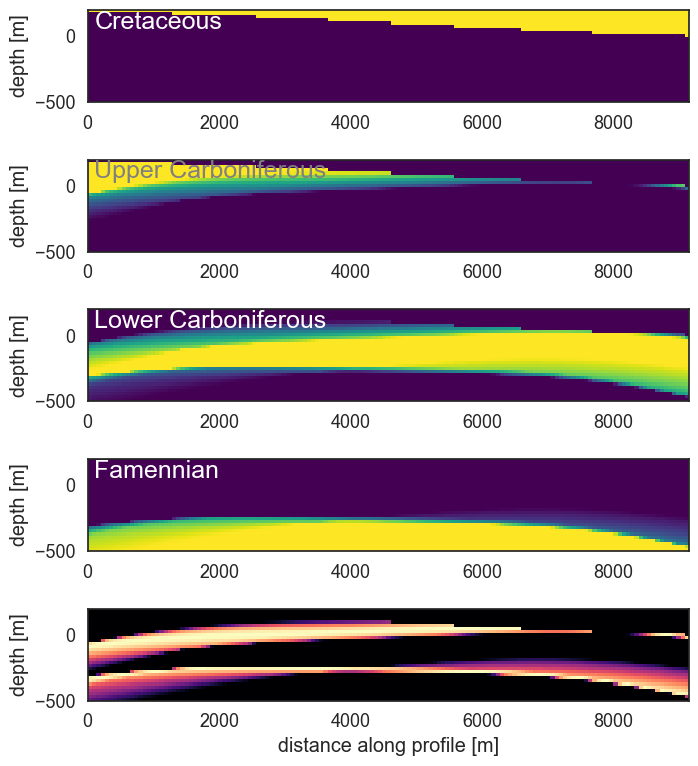 Cretaceous
depth [m]
0
−500
0 2000 4000 6000 8000
Upper Carboniferous
depth [m]
0
−500
0 2000 4000 6000 8000
Lower Carboniferous
depth [m]
0
−500
0 2000 4000 6000 8000
Famennian
depth [m]
0
−500
0 2000 4000 6000 8000
depth [m]
0
−500
0 2000 4000 6000 8000
distance along profile [m]